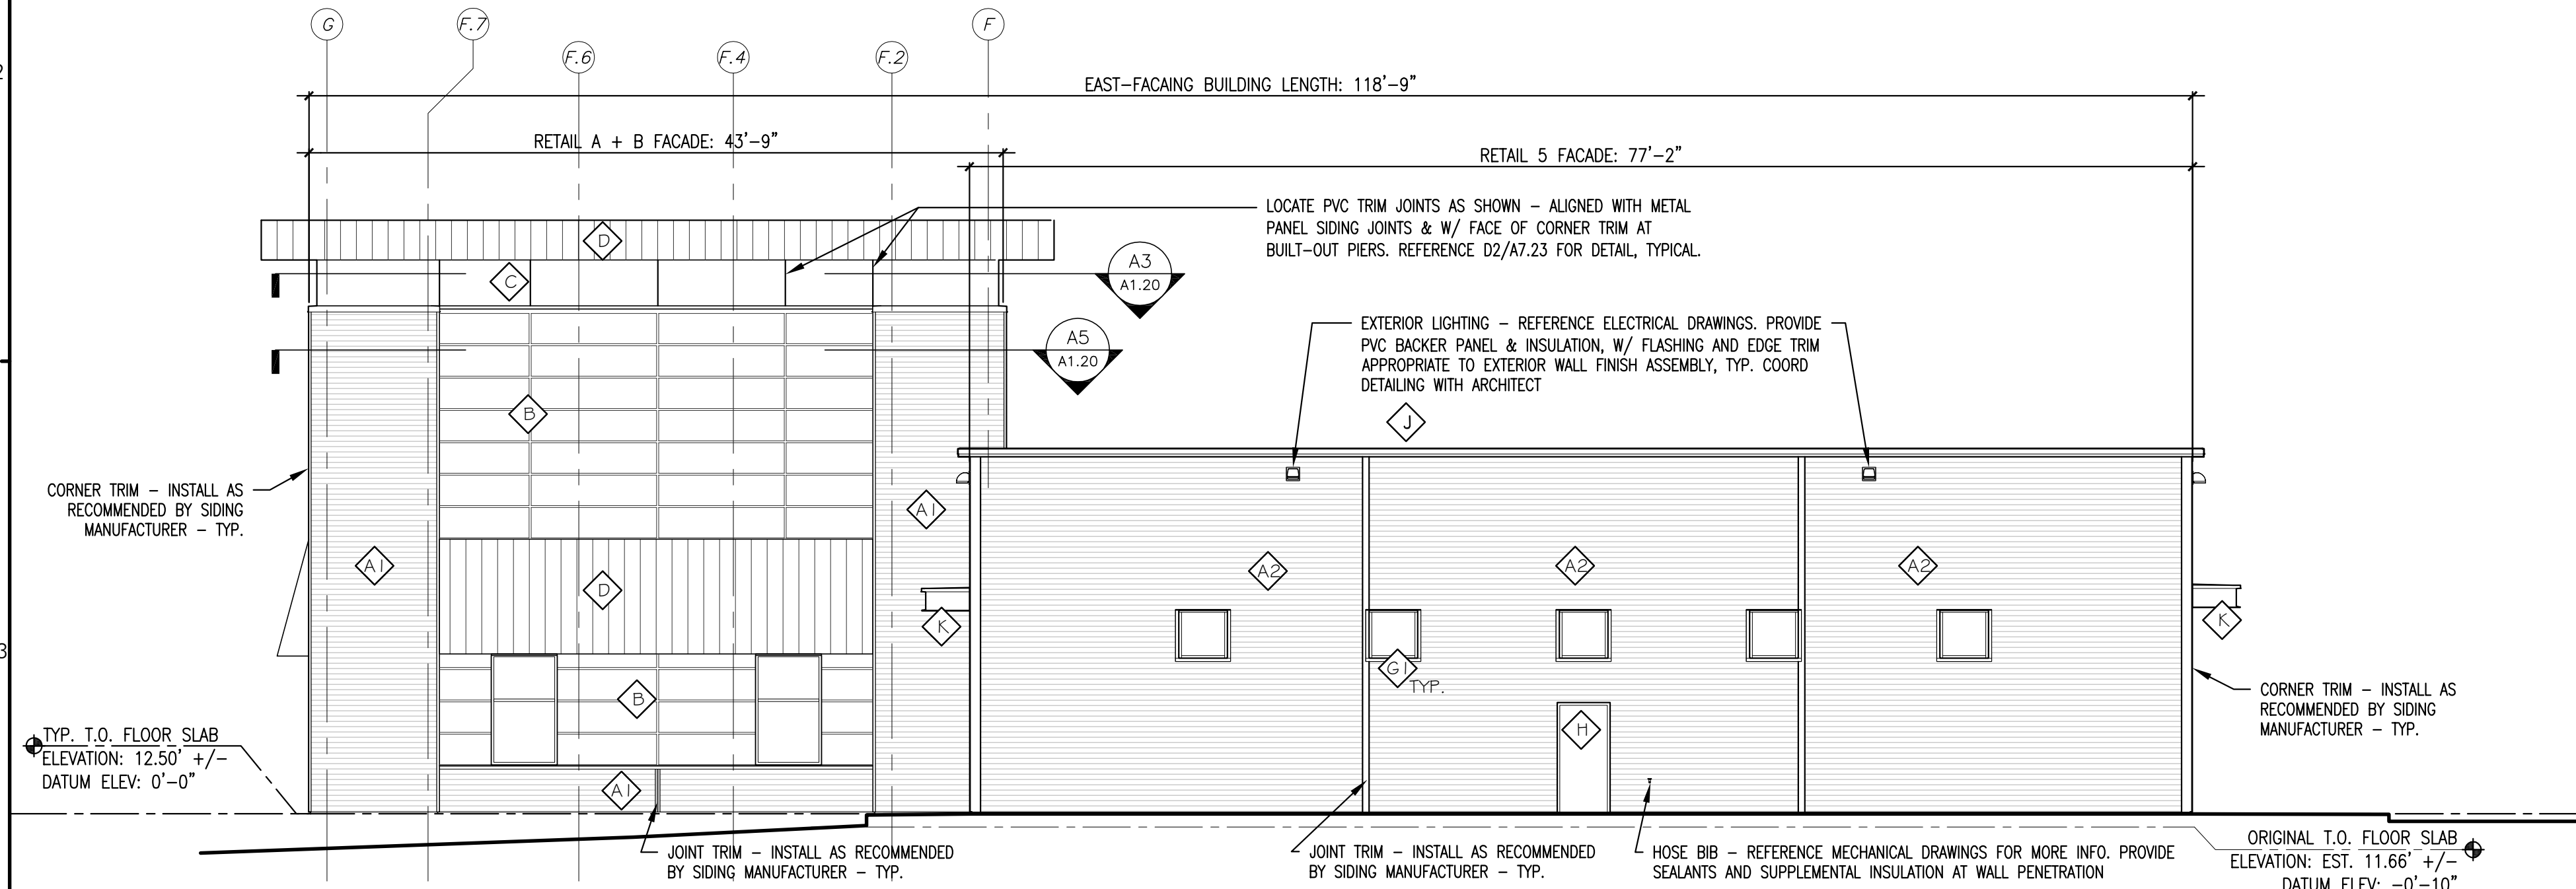 G
F.7
F.6
F.4
F.2
F
2
EAST-FACAING BUILDING LENGTH: 118'-9"
RETAIL A + B FACADE: 43'-9"
RETAIL 5 FACADE: 77'-2"
LOCATE PVC TRIM JOINTS AS SHOWN – ALIGNED WITH METAL
PANEL SIDING JOINTS & W/ FACE OF CORNER TRIM AT
BUILT-OUT PIERS. REFERENCE D2/A7.23 FOR DETAIL, TYPICAL.
D
C
A3
A1.20
A5
A1.20
EXTERIOR LIGHTING – REFERENCE ELECTRICAL DRAWINGS. PROVIDE
PVC BACKER PANEL & INSULATION, W/ FLASHING AND EDGE TRIM
APPROPRIATE TO EXTERIOR WALL FINISH ASSEMBLY, TYP. COORD
DETAILING WITH ARCHITECT
B
J
CORNER TRIM – INSTALL AS
RECOMMENDED BY SIDING
MANUFACTURER – TYP.
A1
A1
D
A2
A2
A2
K
K
3
G1
TYP.
B
H
CORNER TRIM – INSTALL AS
RECOMMENDED BY SIDING
MANUFACTURER – TYP.
TYP. T.O. FLOOR SLAB
ELEVATION: 12.50' +/-
DATUM ELEV: 0'-0"
A1
JOINT TRIM – INSTALL AS RECOMMENDED
BY SIDING MANUFACTURER – TYP.
JOINT TRIM – INSTALL AS RECOMMENDED
BY SIDING MANUFACTURER – TYP.
HOSE BIB – REFERENCE MECHANICAL DRAWINGS FOR MORE INFO. PROVIDE
SEALANTS AND SUPPLEMENTAL INSULATION AT WALL PENETRATION
ORIGINAL T.O. FLOOR SLAB
ELEVATION: EST. 11.66' +/-
DATUM ELEV: -0'-10"